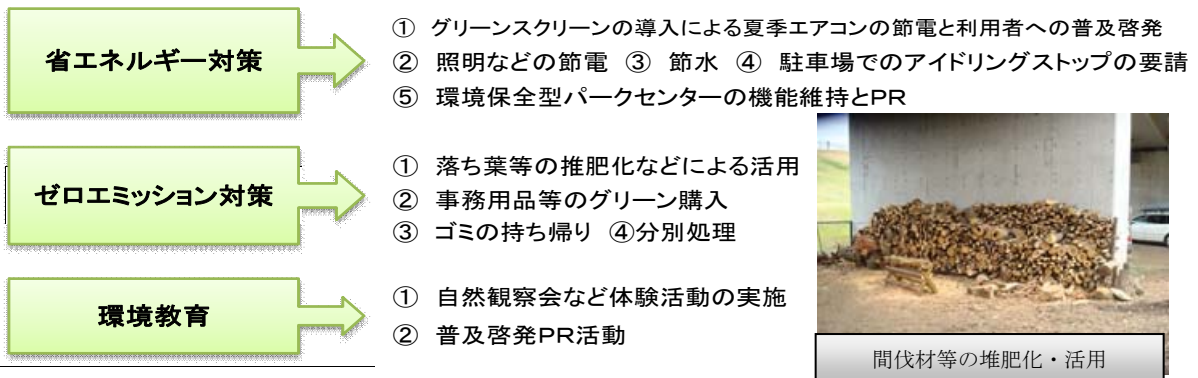 省エネルギー対策
① グリーンスクリーンの導入による夏季エアコンの節電と利用者への普及啓発
② 照明などの節電 ③ 節水 ④ 駐車場でのアイドリングストップの要請
⑤ 環境保全型パークセンターの機能維持とPR
ゼロエミッション対策
① 落ち葉等の堆肥化などによる活用
② 事務用品等のグリーン購入
③ ゴミの持ち帰り ④分別処理
環境教育
① 自然観察会など体験活動の実施
② 普及啓発PR活動
間伐材等の堆肥化・活用